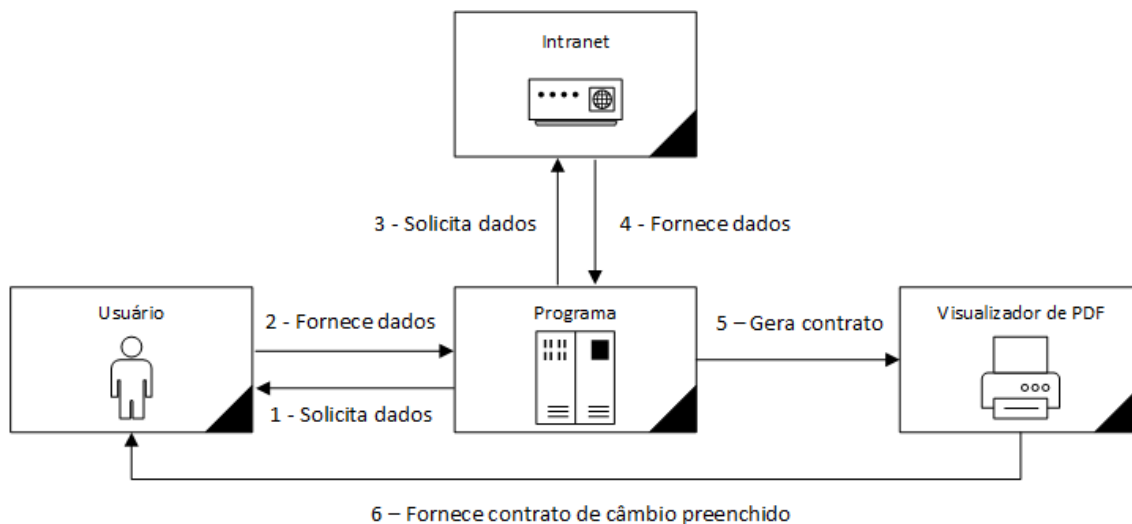 Intranet
3 - Solicita dados
4 - Fornece dados
Usuário
2 - Fornece dados
1 - Solicita dados
Programa
5 – Gera contrato
Visualizador de PDF
6 – Fornece contrato de câmbio preenchido